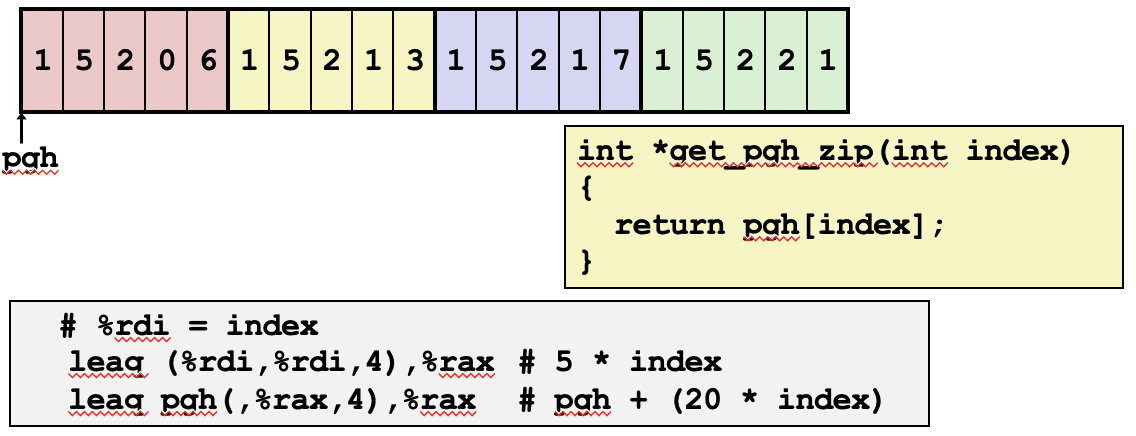 1 5 2 0 6 1 5 2 1 3 1 5 2 1 7 1 5 2 2 1
pgh
int *get_pgh_zip(int index)
{
return pgh[index];
}
# %rdi = index
leaq (%rdi,%rdi,4),%rax # 5 * index
leaq pgh(,%rax,4),%rax # pgh + (20 * index)